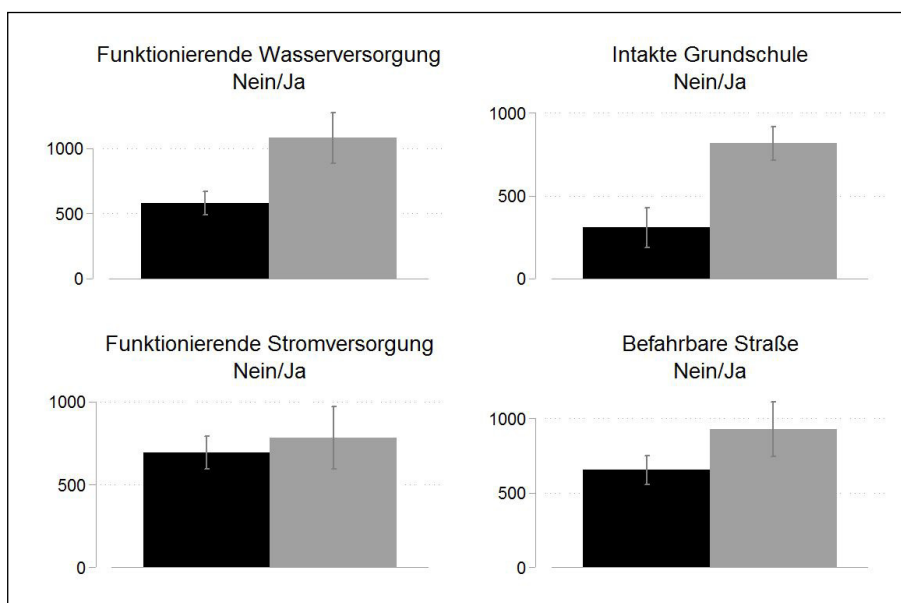 Funktionierende Wasserversorgung
Nein/Ja
1000
500
0
Intakte Grundschule
Nein/Ja
1000
500
0
Funktionierende Stromversorgung
Nein/Ja
1000
500
0
Befahrbare Straße
Nein/Ja
1000
500
0